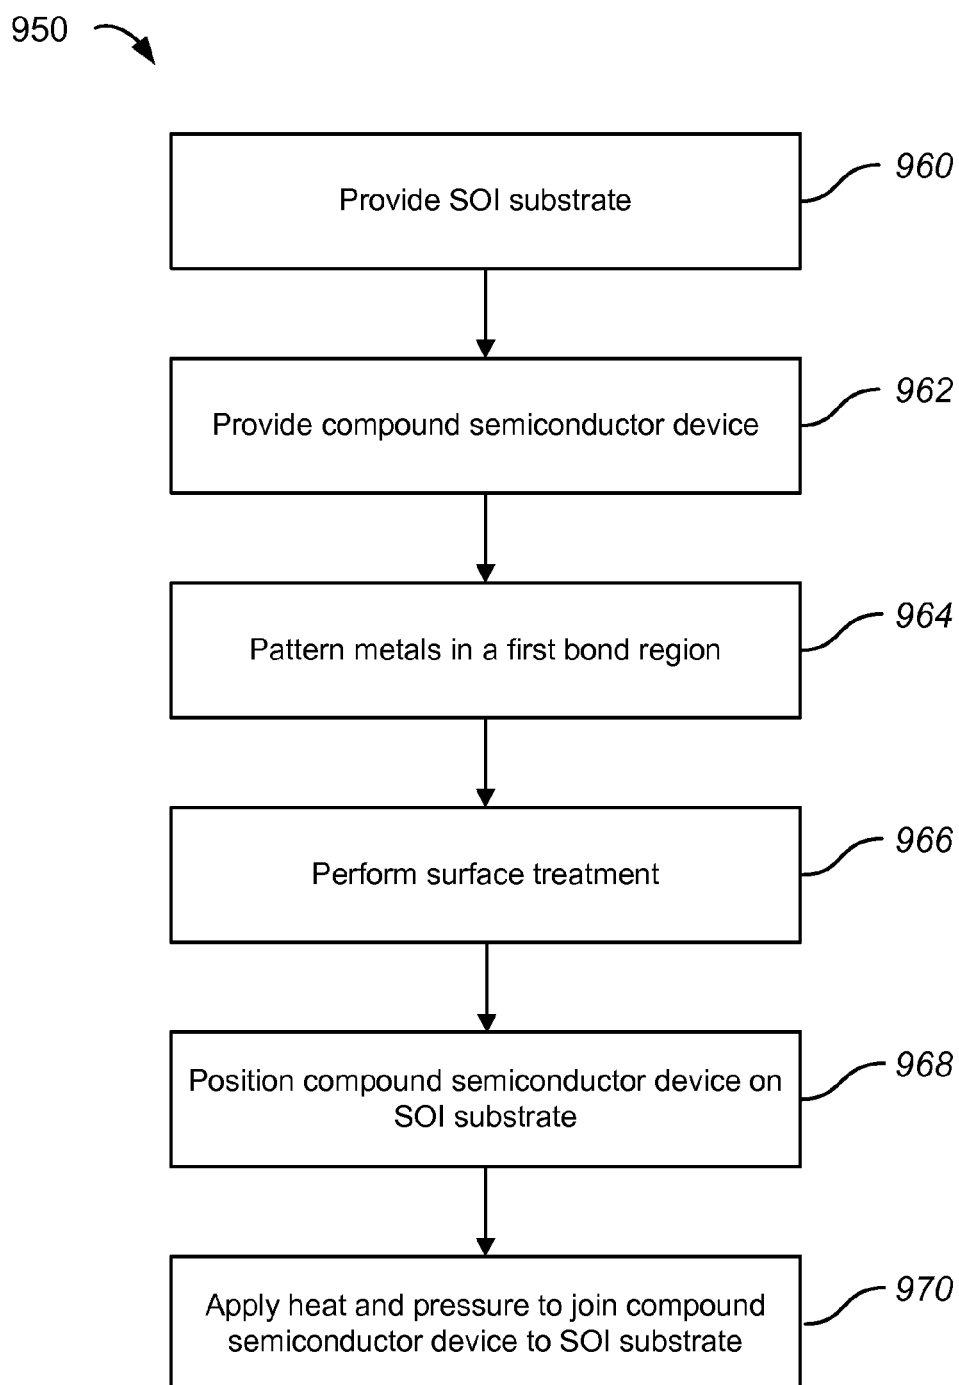 950
Provide SOI substrate
960
Provide compound semiconductor device
962
Pattern metals in a first bond region
964
Perform surface treatment
966
Position compound semiconductor device on
SOI substrate
968
Apply heat and pressure to join compound
semiconductor device to SOI substrate
970